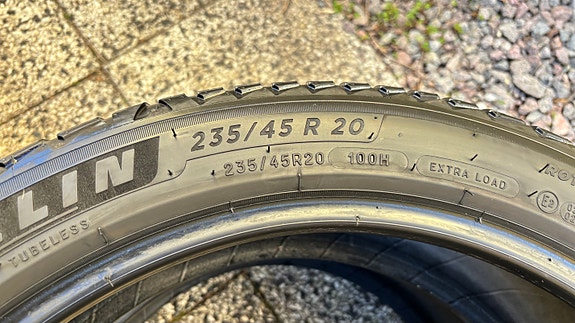 235/45 R 20
LIN
235/45R20 100H EXTRA LOAD
TUBELESS